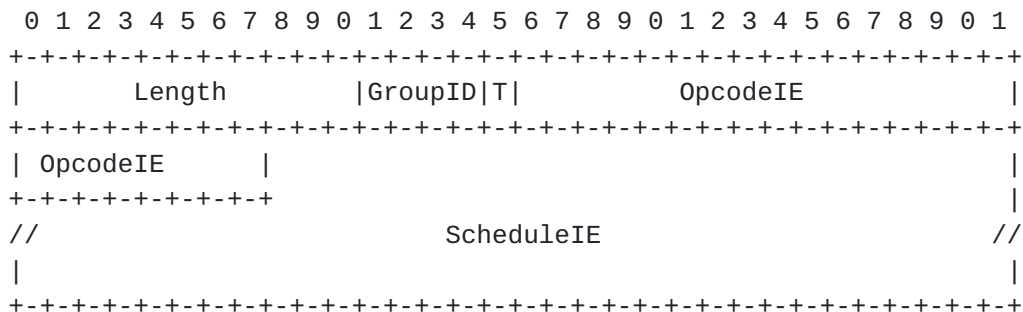 0 1 2 3 4 5 6 7 8 9 0 1 2 3 4 5 6 7 8 9 0 1 2 3 4 5 6 7 8 9 0 1
+-+-+-+-+-+-+-+-+-+-+-+-+-+-+-+-+-+-+-+-+-+-+-+-+-+-+-+-+-+-+-+-+
|       Length        |GroupID|T|          OpcodeIE             |
+-+-+-+-+-+-+-+-+-+-+-+-+-+-+-+-+-+-+-+-+-+-+-+-+-+-+-+-+-+-+-+-+
| OpcodeIE      |                                               |
+-+-+-+-+-+-+-+-+                                               |
//                          ScheduleIE                         //
|                                                               |
+-+-+-+-+-+-+-+-+-+-+-+-+-+-+-+-+-+-+-+-+-+-+-+-+-+-+-+-+-+-+-+-+